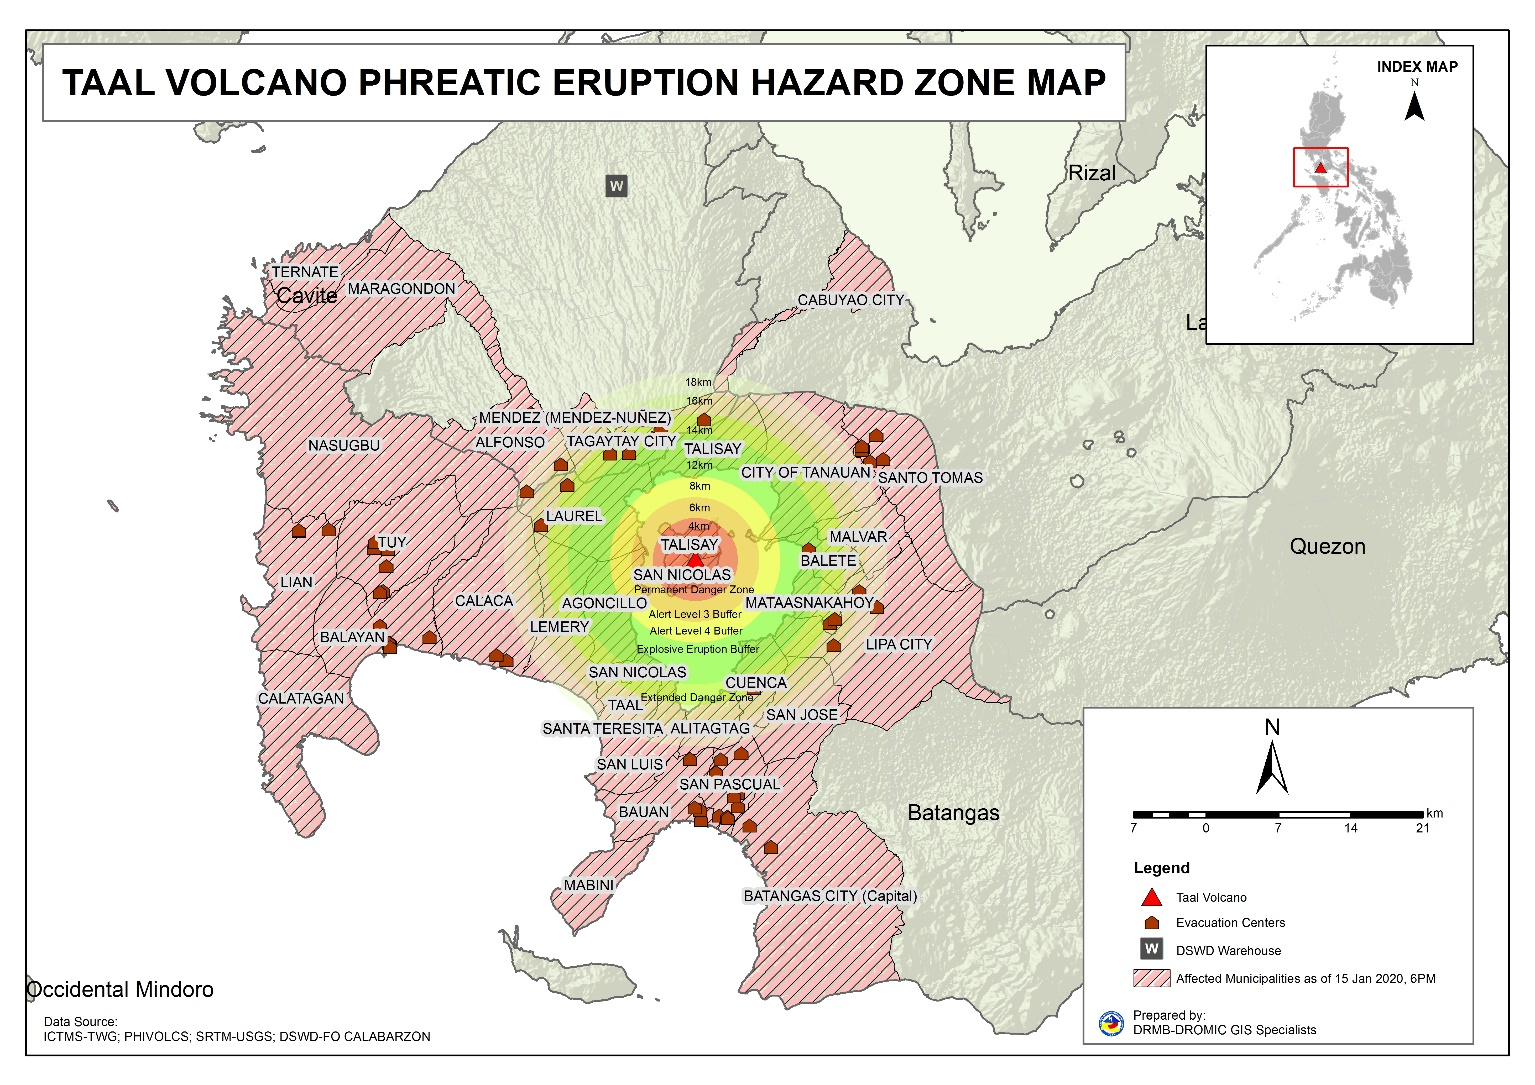 TAAL VOLCANO PHREATIC ERUPTION HAZARD ZONE MAP
INDEX MAP
N
W
Rizal
TERNATE
Cavite
MARAGONDON
CABUYAO CITY
La
18km
16km
MENDEZ (MENDEZ-NUÑEZ)
14km
NASUGBU
ALFONSO
TAGAYTAY CITY
TALISAY
12km
CITY OF TANAUAN
SANTO TOMAS
8km
6km
LAUREL
4km
TUY
TALISAY
MALVAR
Quezon
BALETE
LIAN
SAN NICOLAS
Permanent Danger Zone
CALACA
AGONCILLO
MATAASNAKAHOY
Alert Level 3 Buffer
LEMERY
Alert Level 4 Buffer
BALAYAN
LIPA CITY
Explosive Eruption Buffer
SAN NICOLAS
CUENCA
CALATAGAN
Extended Danger Zone
TAAL
SAN JOSE
SANTA TERESITA
ALITAGTAG
SAN LUIS
SAN PASCUAL
BAUAN
Batangas
MABINI
BATANGAS CITY (Capital)
Occidental Mindoro
Data Source:
ICTMS-TWG; PHIVOLCS; SRTM-USGS; DSWD-FO CALABARZON
N
km
7 0 7 14 21
Legend
Taal Volcano
Evacuation Centers
W DSWD Warehouse
Affected Municipalities as of 15 Jan 2020, 6PM
Prepared by:
DRMB-DROMIC GIS Specialists